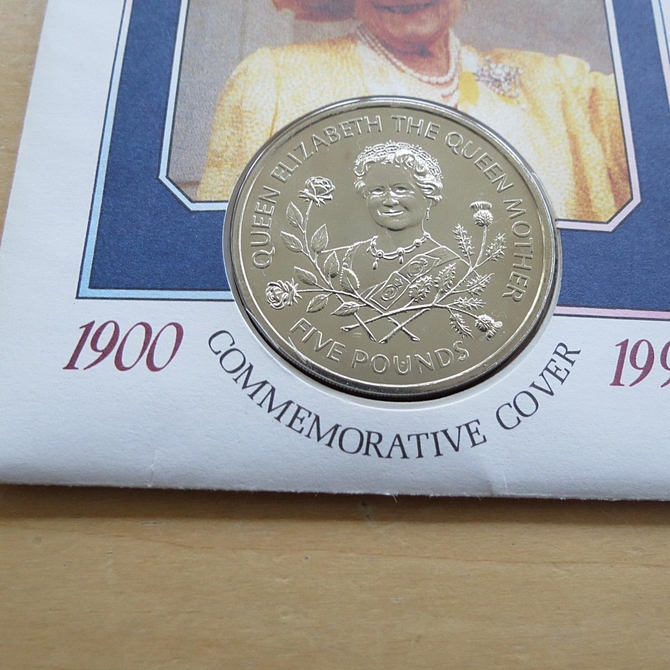 QUEEN ELIZABETH THE QUEEN MOTHER
FIVE POUNDS
1900
COMMEMORATIVE COVER